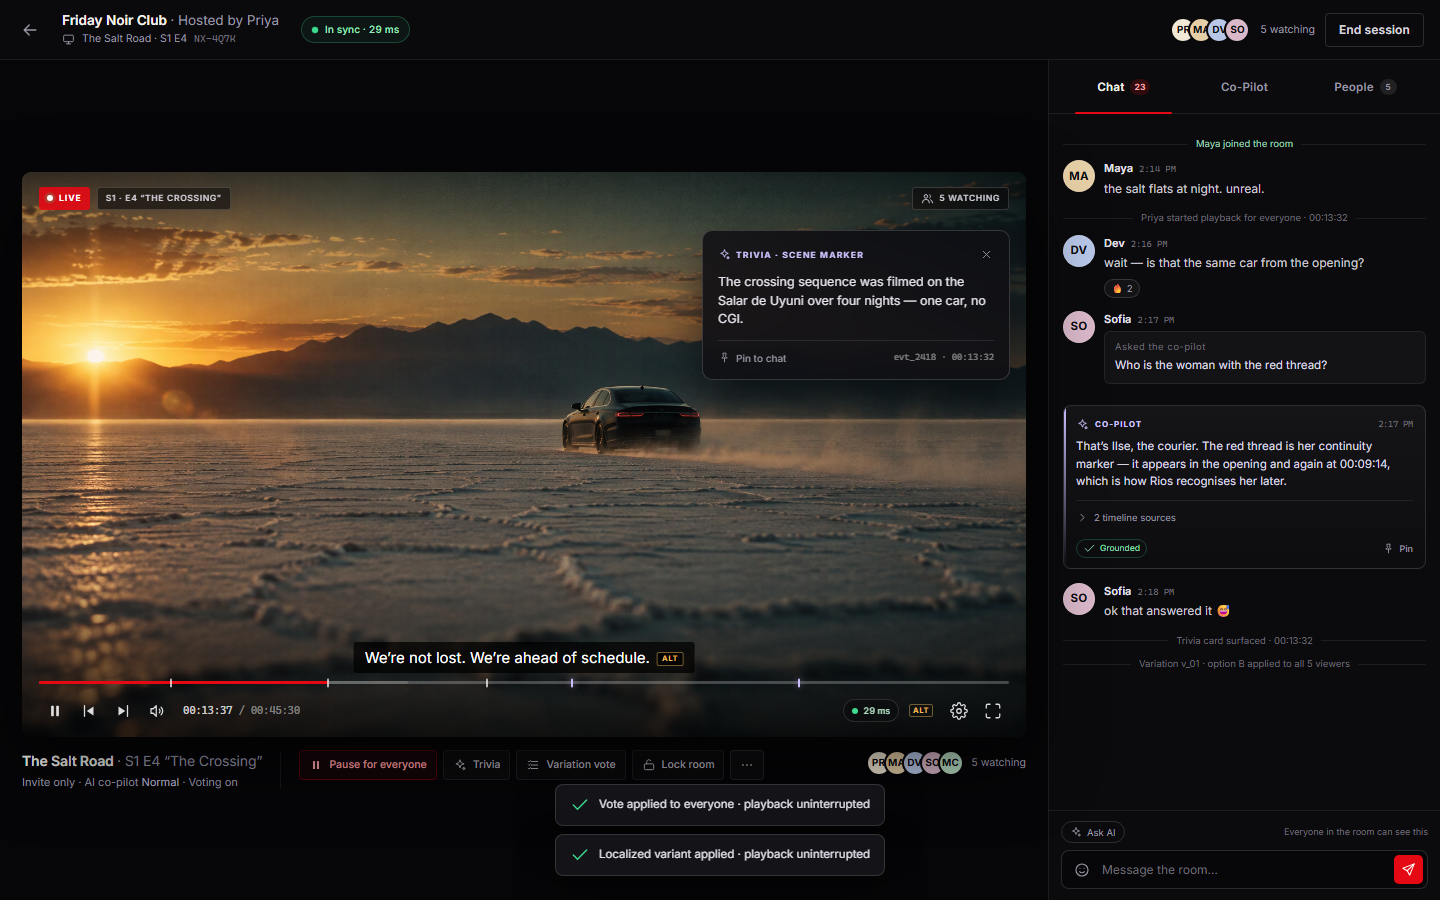 Friday Noir Club · Hosted by Priya
The Salt Road · S1 E4 NX-4Q7K
In sync · 29 ms
PR MA DV SO
5 watching
End session
LIVE
S1 · E4 “THE CROSSING”
5 WATCHING
TRIVIA · SCENE MARKER
The crossing sequence was filmed on the
Salar de Uyuni over four nights — one car, no
CGI.
Pin to chat
evt_2418 · 00:13:32
We’re not lost. We’re ahead of schedule. ALT
00:13:37 / 00:45:30
29 ms
ALT
The Salt Road · S1 E4 “The Crossing”
Invite only · AI co-pilot Normal · Voting on
Pause for everyone
Trivia
Variation vote
Lock room
PR MA DV SO MC
5 watching
Vote applied to everyone · playback uninterrupted
Localized variant applied · playback uninterrupted
Chat 23
Co-Pilot
People 5
Maya joined the room
MA
Maya 2:14 PM
the salt flats at night. unreal.
Priya started playback for everyone · 00:13:32
DV
Dev 2:16 PM
wait — is that the same car from the opening?
🔥 2
SO
Sofia 2:17 PM
Asked the co-pilot
Who is the woman with the red thread?
CO-PILOT
2:17 PM
That’s Ilse, the courier. The red thread is her continuity
marker — it appears in the opening and again at 00:09:14,
which is how Rios recognises her later.
2 timeline sources
Grounded
Pin
SO
Sofia 2:18 PM
ok that answered it 😅
Trivia card surfaced · 00:13:32
Variation v_01 · option B applied to all 5 viewers
Ask AI
Everyone in the room can see this
Message the room...